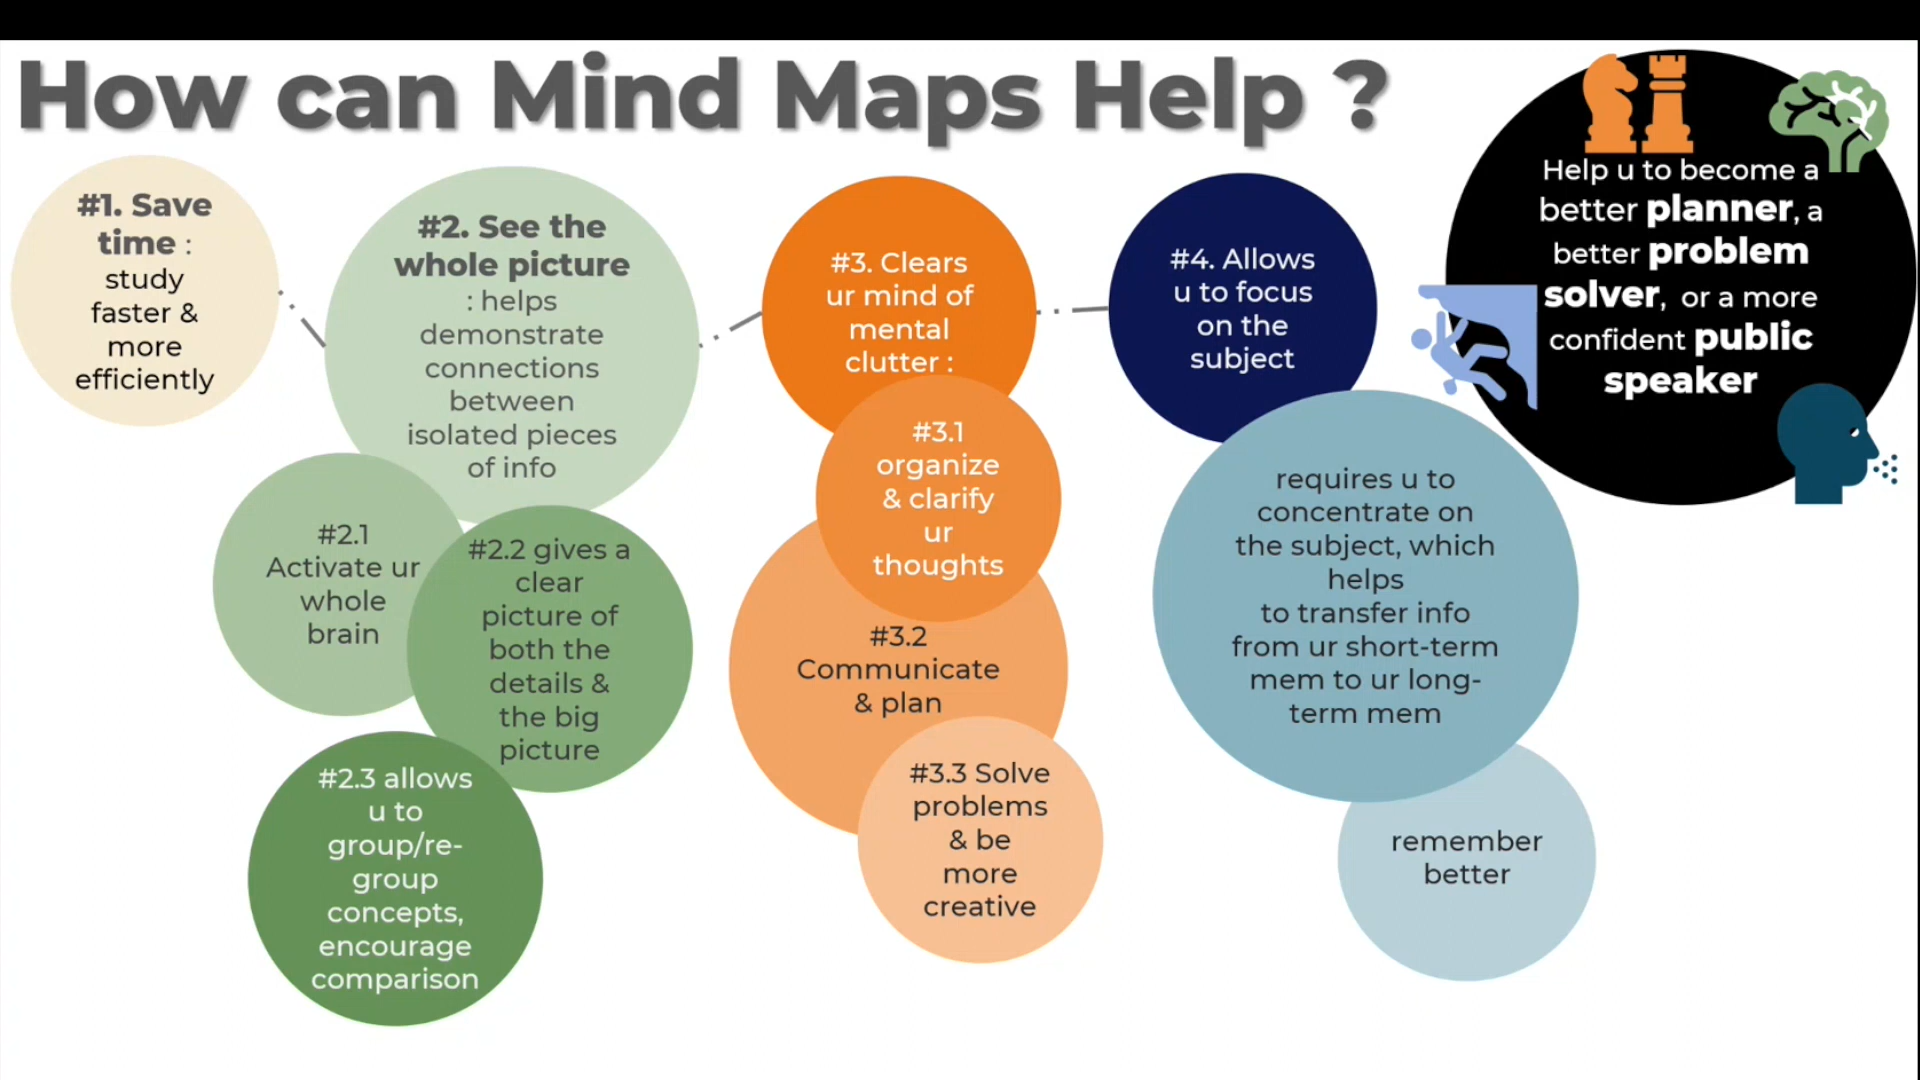 How can Mind Maps Help ?
#1. Save
time :
study
faster &
more
efficiently
#2. See the
whole picture
: helps
demonstrate
connections
between
isolated pieces
of info
#2.1
Activate ur
whole
brain
#2.2 gives a
clear
picture of
both the
details &
the big
picture
#2.3 allows
u to
group/re-
group
concepts,
encourage
comparison
#3. Clears
ur mind of
mental
clutter :
#3.1
organize
& clarify
ur
thoughts
#3.2
Communicate
& plan
#3.3 Solve
problems
& be
more
creative
#4. Allows
u to focus
on the
subject
requires u to
concentrate on
the subject, which
helps
to transfer info
from ur short-term
mem to ur long-
term mem
remember
better
Help u to become a
better planner, a
better problem
solver, or a more
confident public
speaker